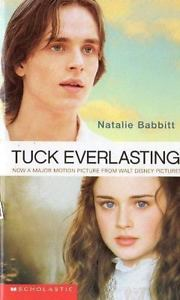 Natalie Babbitt
TUCK EVERLASTING
NOW A MAJOR MOTION PICTURE FROM WALT DISNEY PICTURES
SCHOLASTIC